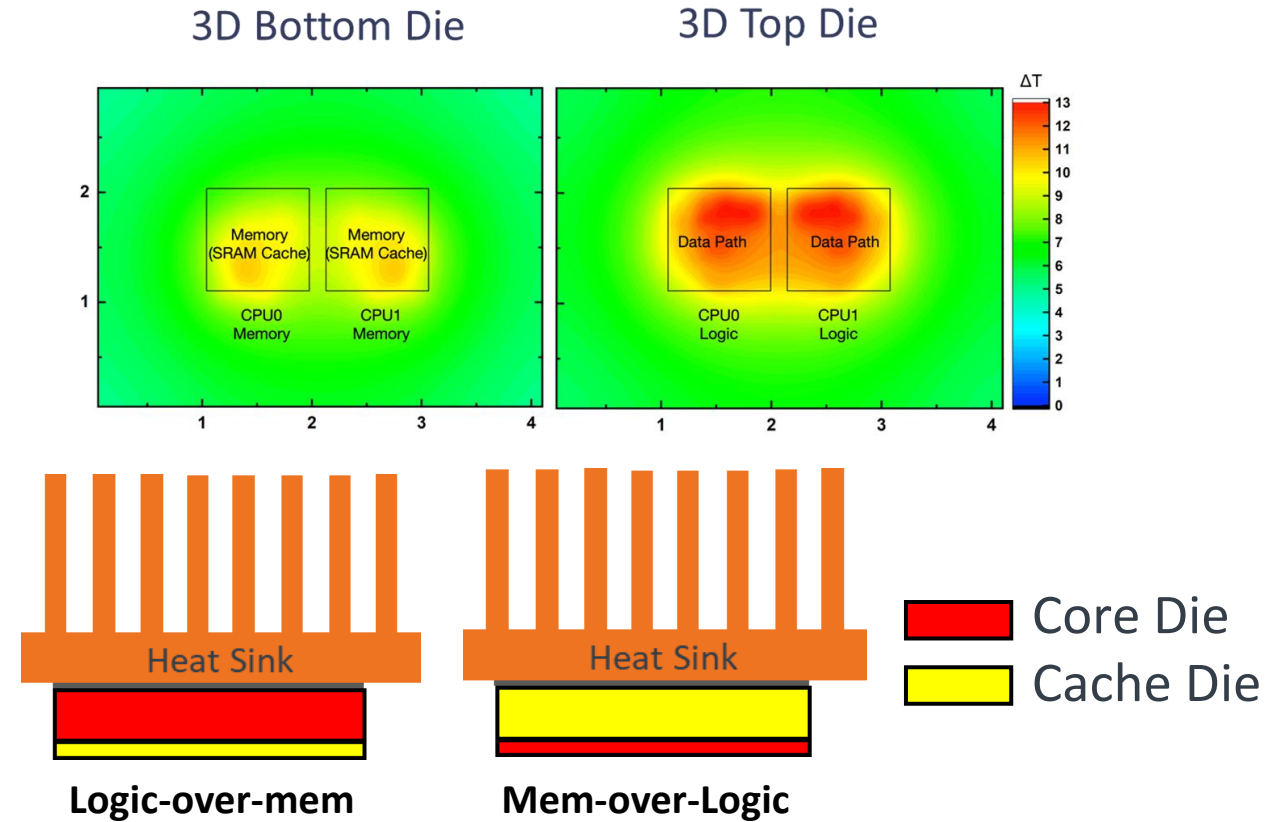 3D Bottom Die
3D Top Die
ΔT
13
12
11
10
9
8
7
6
5
4
3
2
1
0
2
1
Memory
(SRAM Cache)
Memory
(SRAM Cache)
CPU0
Memory
CPU1
Memory
1
2
3
4
Data Path
Data Path
CPU0
Logic
CPU1
Logic
1
2
3
4
Heat Sink
Heat Sink
Core Die
Cache Die
Logic-over-mem
Mem-over-Logic